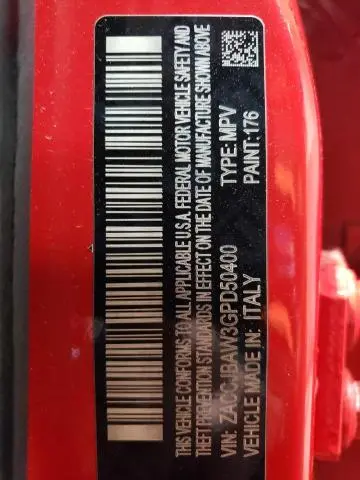 THIS VEHICLE CONFORMS TO ALL APPLICABLE U.S.A. FEDERAL MOTOR VEHICLE SAFETY AND
THEFT PREVENTION STANDARDS IN EFFECT ON THE DATE OF MANUFACTURE SHOWN ABOVE
VIN: ZACCJBAW3GPD50400 TYPE: MPV
VEHICLE MADE IN: ITALY PAINT: 176